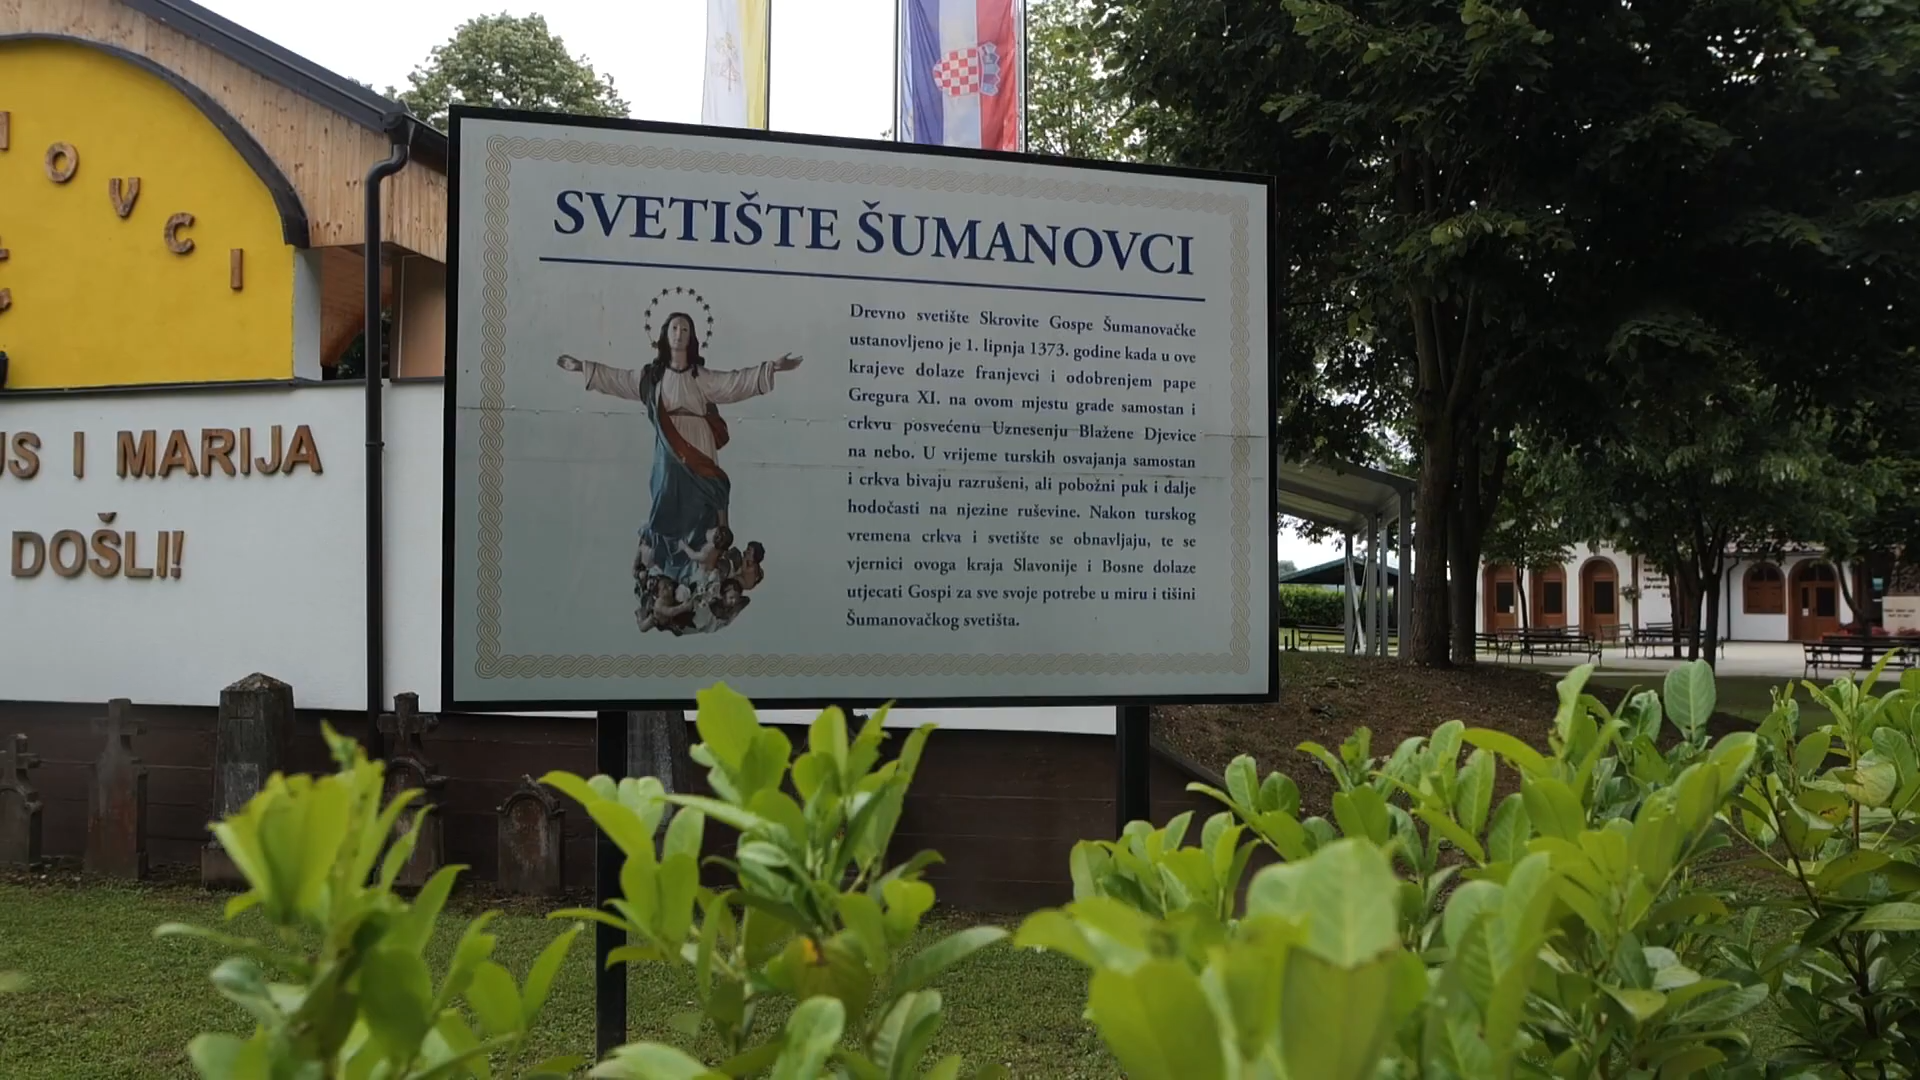 OVCI
US I MARIJA
DOŠLI!
SVETIŠTE ŠUMANOVCI
Drevno svetište Skrovite Gospe Šumanovačke
ustanovljeno je 1. lipnja 1373. godine kada u ove
krajeve dolaze franjevci i odobrenjem pape
Gregura XI. na ovom mjestu grade samostan i
crkvu posvećenu Uznesenju Blažene Djevice
na nebo. U vrijeme turskih osvajanja samostan
i crkva bivaju razrušeni, ali pobožni puk i dalje
hodočasti na njezine ruševine. Nakon turskog
vremena crkva i svetište se obnavljaju, te se
vjernici ovoga kraja Slavonije i Bosne dolaze
utjecati Gospi za sve svoje potrebe u miru i tišini
Šumanovačkog svetišta.